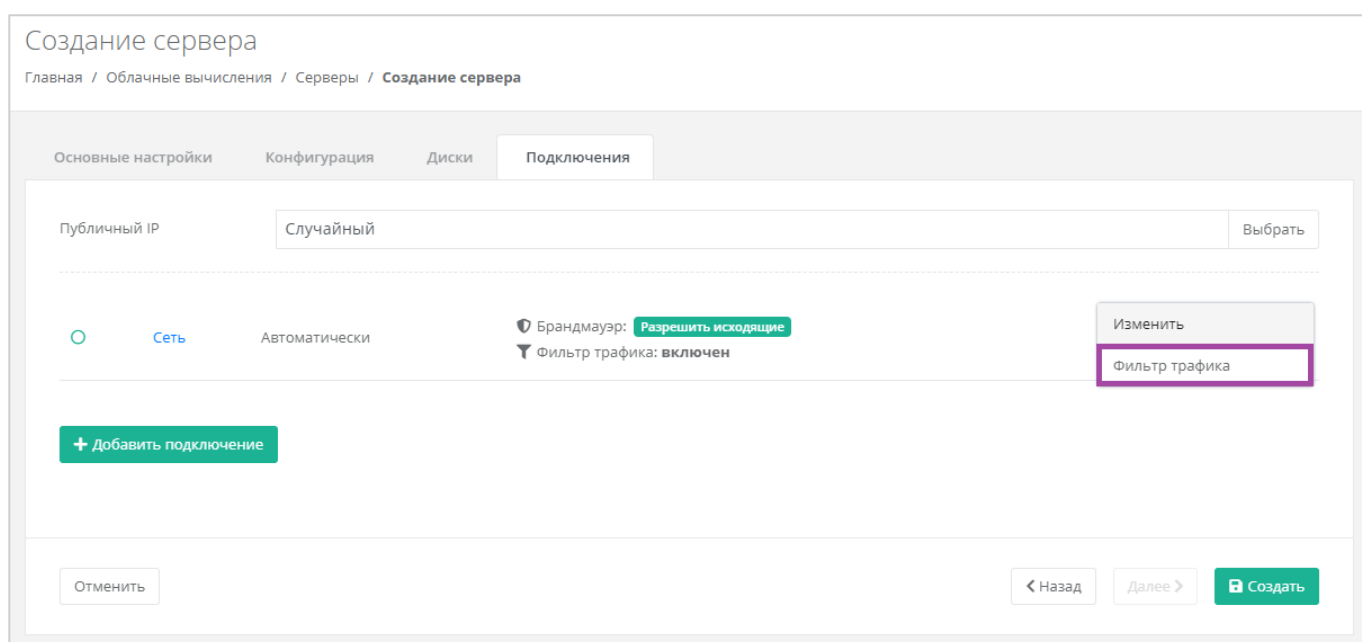 Создание сервера
Главная / Облачные вычисления / Серверы / Создание сервера
Основные настройки Конфигурация Диски Подключения
Публичный IP Случайный Выбрать
Изменить
Брандмауэр: Разрешить исходящие
Сеть Автоматически
Фильтр трафика: включен
Фильтр трафика
+ Добавить подключение
Отменить Назад Далее Создать